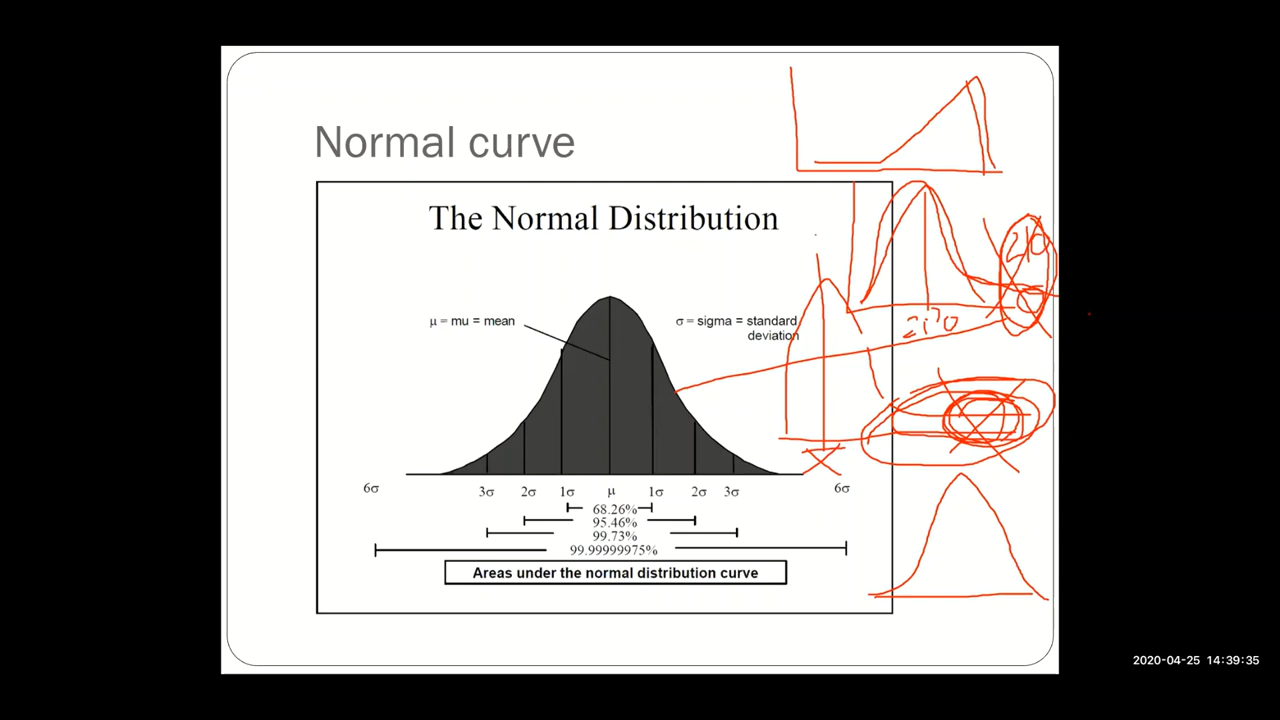 Normal curve
The Normal Distribution
μ = mu = mean
σ = sigma = standard
deviation
210
6σ 3σ 2σ 1σ μ 1σ 2σ 3σ 6σ
68.26%
95.46%
99.73%
99.99999975%
Areas under the normal distribution curve
2020-04-25 14:39:35